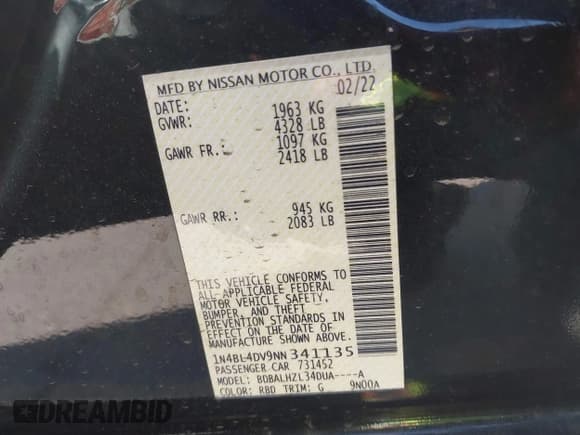 MFD BY NISSAN MOTOR CO., LTD.
DATE: 02/22
GVWR: 1963 KG
4328 LB
GAWR FR.: 1097 KG
2418 LB
GAWR RR.: 945 KG
2083 LB
THIS VEHICLE CONFORMS TO
ALL APPLICABLE FEDERAL
MOTOR VEHICLE SAFETY,
BUMPER, AND THEFT
PREVENTION STANDARDS IN
EFFECT ON THE DATE OF
MANUFACTURE SHOWN ABOVE.
1N4BL4DV9NN341135
PASSENGER CAR 731452
MODEL: BDBALHZL34DUA----A
COLOR: RBD TRIM: G 9N00A
DREAMBID